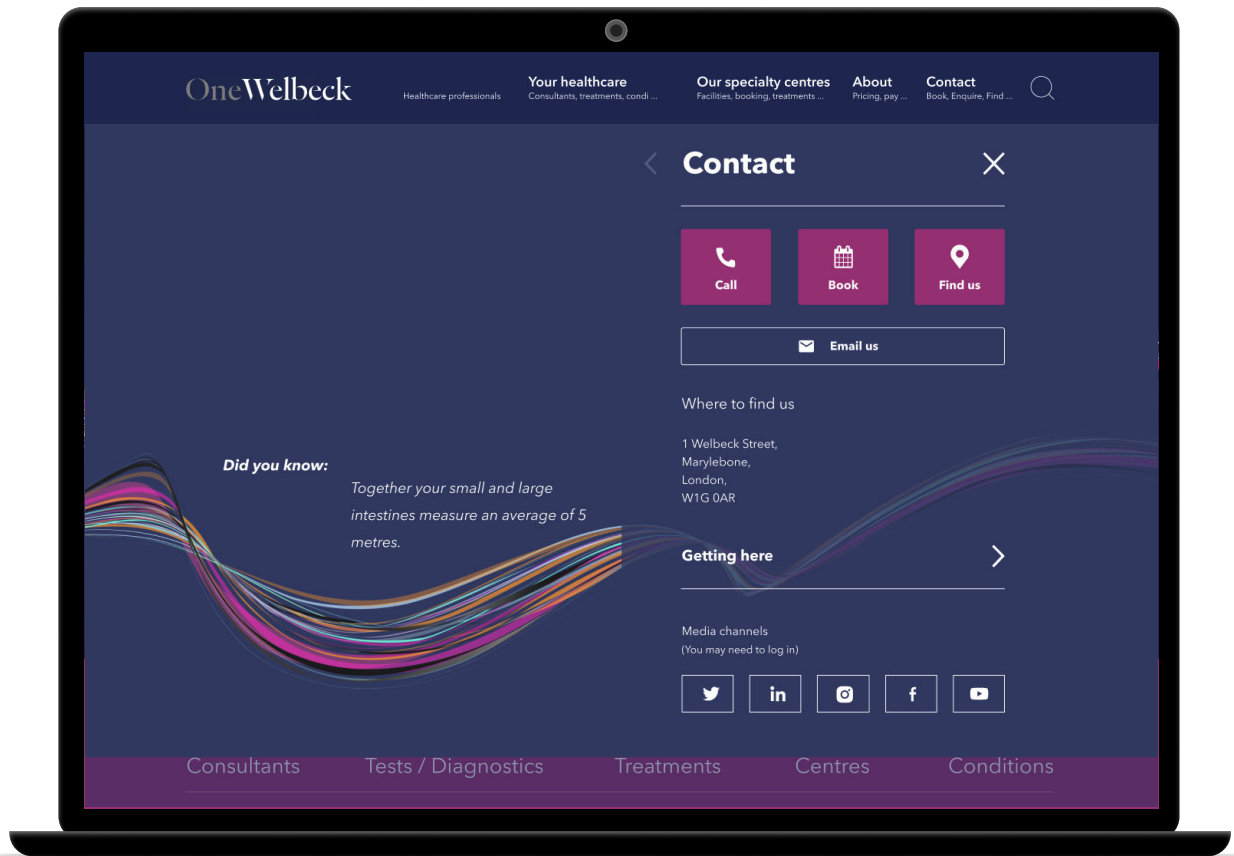 OneWelbeck
Healthcare professionals
Your healthcare
Consultants, treatments, condi ...
Our specialty centres
Facilities, booking, treatments ...
About
Pricing, pay ...
Contact
Book, Enquire, Find ...
Contact
Call
Book
Find us
Email us
Where to find us
1 Welbeck Street,
Marylebone,
London,
W1G 0AR
Did you know:
Together your small and large
intestines measure an average of 5
metres.
Getting here
Media channels
(You may need to log in)
in
f
Consultants
Tests / Diagnostics
Treatments
Centres
Conditions